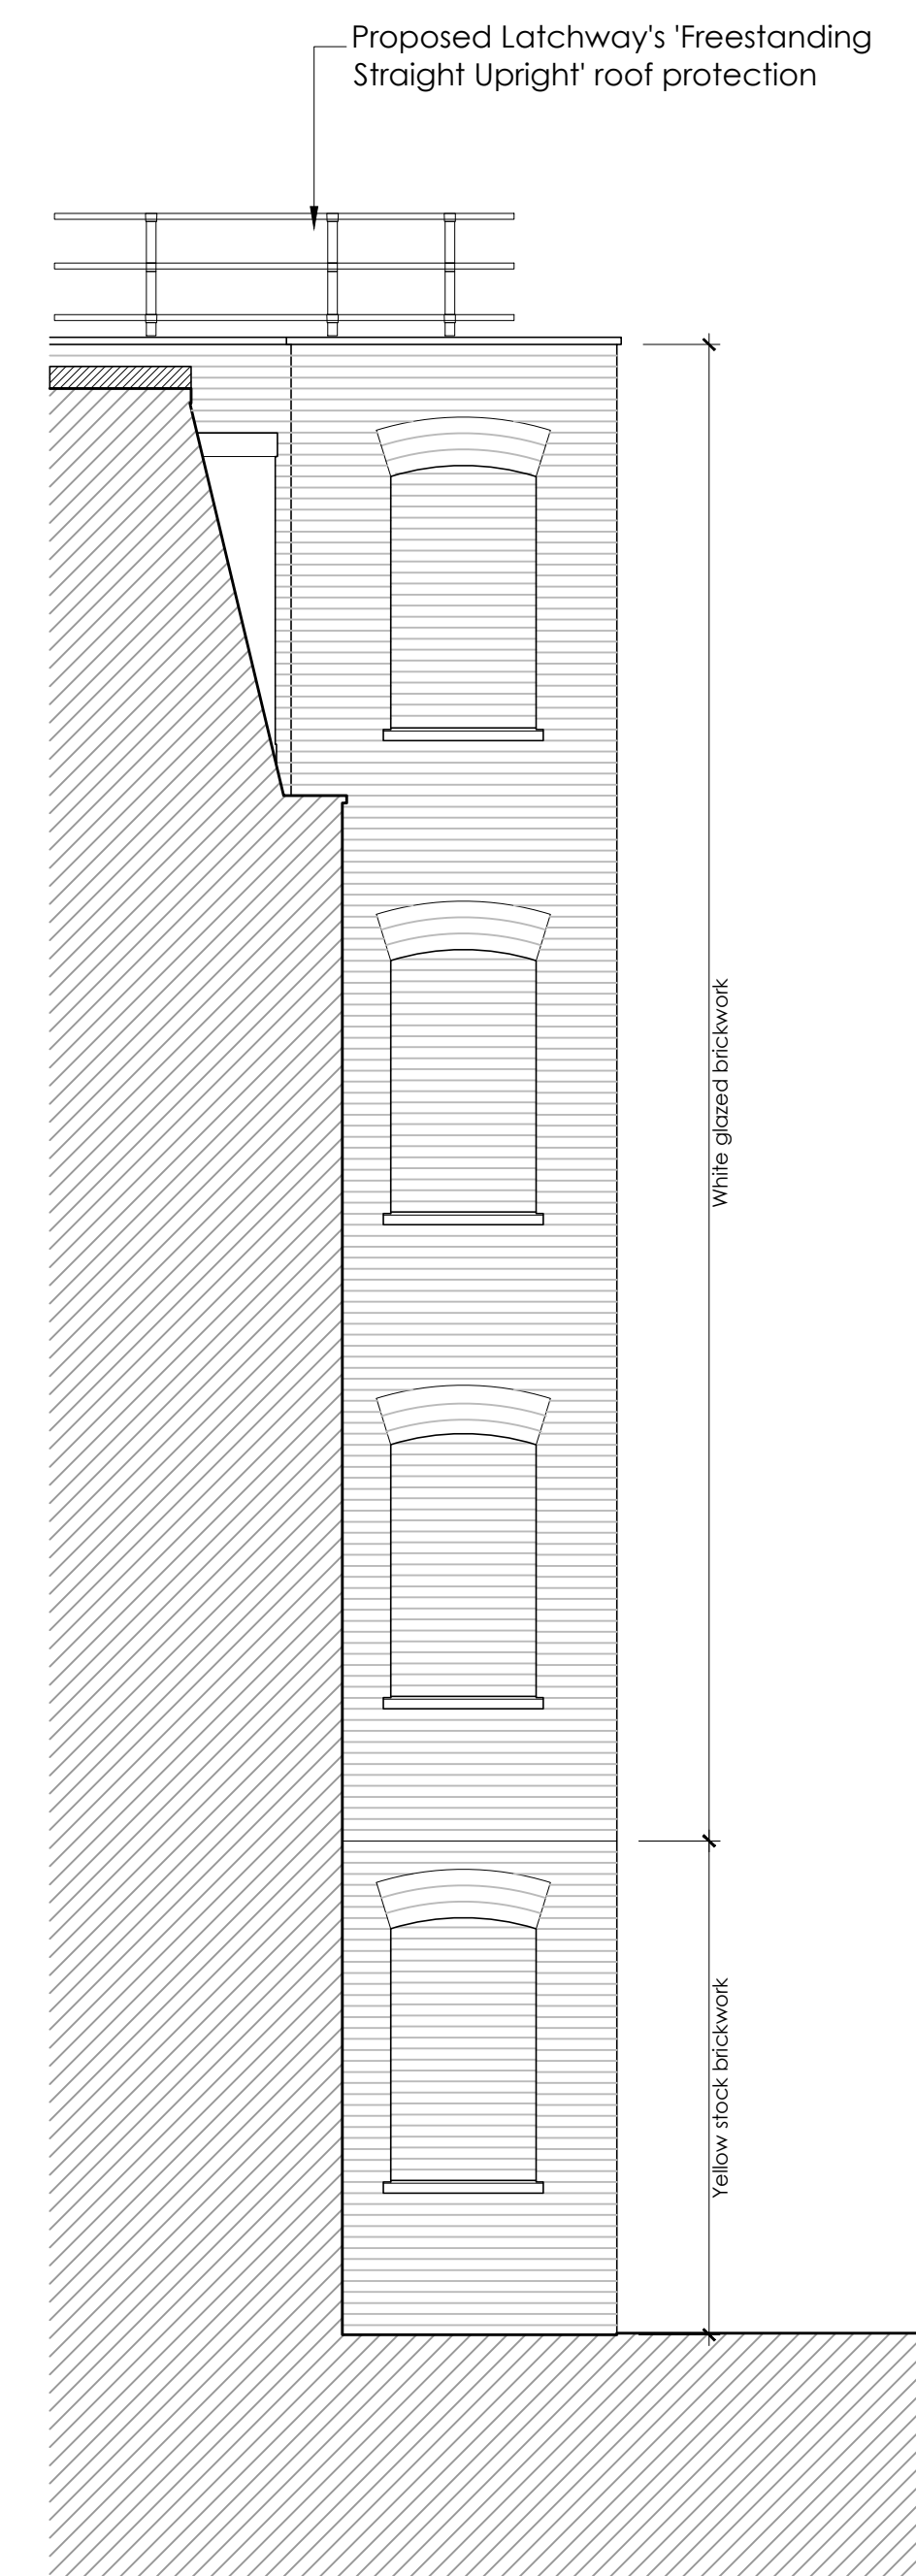 Proposed Latchway's 'Freestanding
Straight Upright' roof protection
White glazed brickwork
Yellow stock brickwork